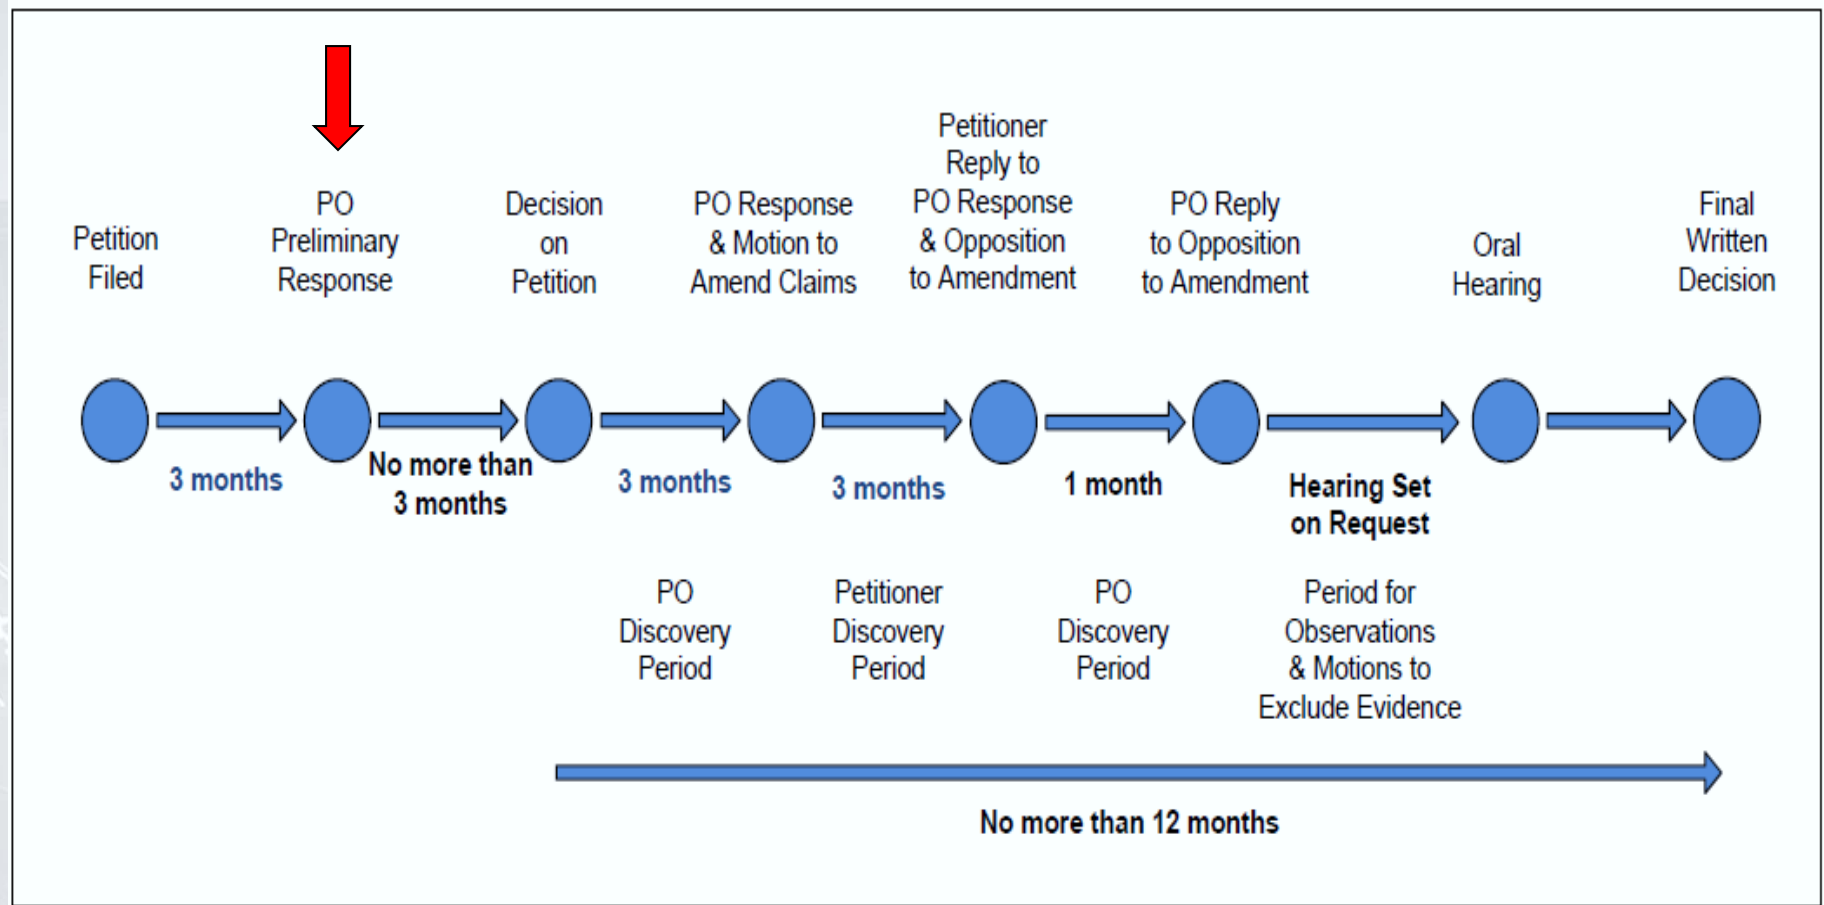 Petition
Filed
PO
Preliminary
Response
Decision
on
Petition
PO Response
& Motion to
Amend Claims
Petitioner
Reply to
PO Response
& Opposition
to Amendment
PO Reply
to Opposition
to Amendment
Oral
Hearing
Final
Written
Decision
3 months
No more than
3 months
3 months
3 months
1 month
Hearing Set
on Request
PO
Discovery
Period
Petitioner
Discovery
Period
PO
Discovery
Period
Period for
Observations
& Motions to
Exclude Evidence
No more than 12 months